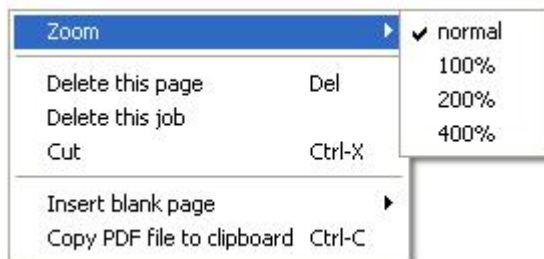 Zoom
Delete this page Del
Delete this job
Cut Ctrl-X
Insert blank page
Copy PDF file to clipboard Ctrl-C
normal
100%
200%
400%